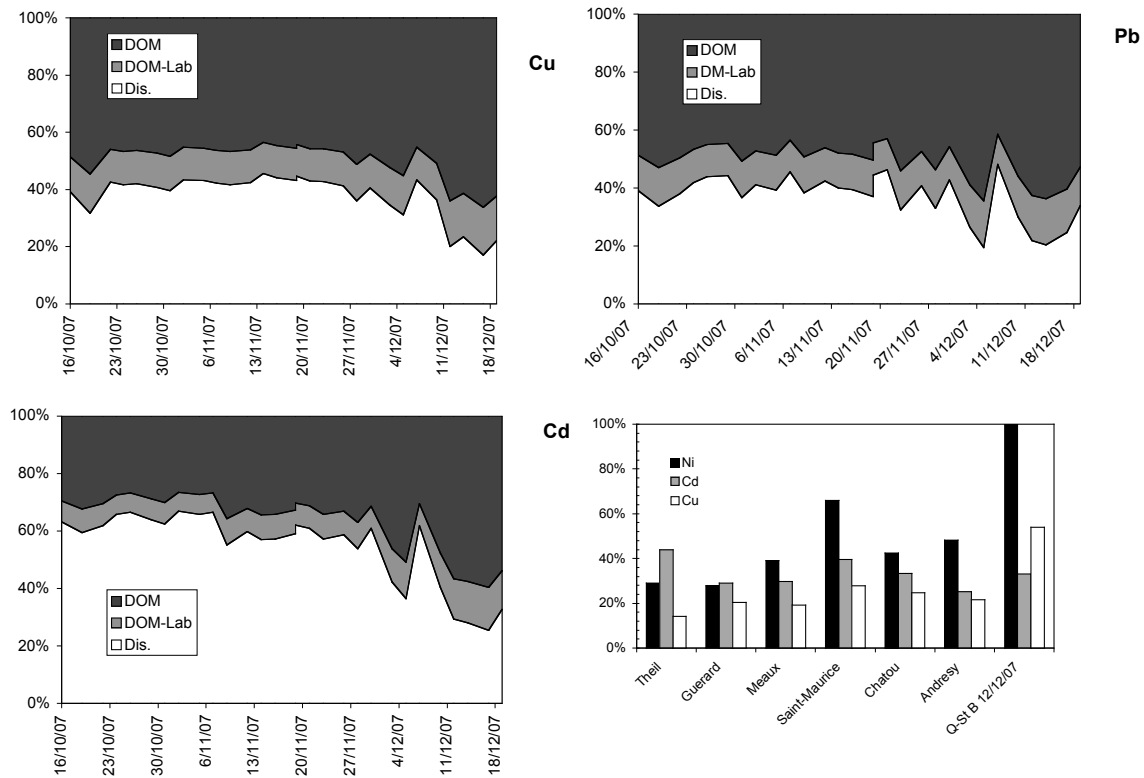 100%
80%
60%
40%
20%
0%
DOM
DOM-Lab
Dis.
Cu
16/10/07
23/10/07
30/10/07
6/11/07
13/11/07
20/11/07
27/11/07
4/12/07
11/12/07
18/12/07
100%
80%
60%
40%
20%
0%
DOM
DM-Lab
Dis.
Pb
16/10/07
23/10/07
30/10/07
6/11/07
13/11/07
20/11/07
27/11/07
4/12/07
11/12/07
18/12/07
100%
80%
60%
40%
20%
0%
DOM
DOM-Lab
Dis.
Cd
16/10/07
23/10/07
30/10/07
6/11/07
13/11/07
20/11/07
27/11/07
4/12/07
11/12/07
18/12/07
100%
80%
60%
40%
20%
0%
Ni
Cd
Cu
Theil
Guerard
Meaux
Saint-Maurice
Chatou
Andresy
Q-St B 12/12/07